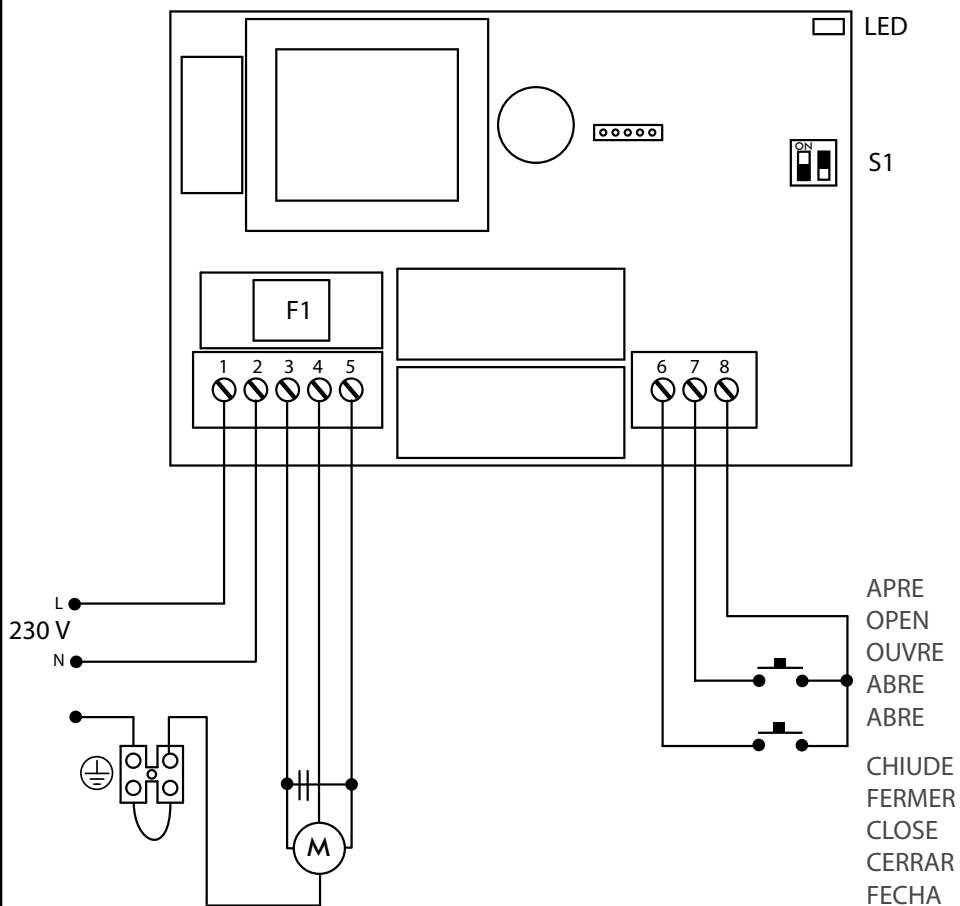 LED
ON
S1
F1
1 2 3 4 5
6 7 8
L
230 V
N
M
APRE
OPEN
OUVRE
ABRE
ABRE
CHIUDE
FERMER
CLOSE
CERRAR
FECHA